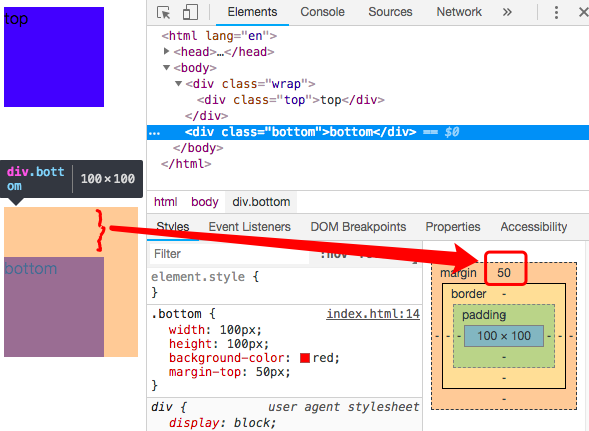 top
Elements Console Sources Network »
<html lang="en">
<head>…</head>
<body>
<div class="wrap">
<div class="top">top</div>
</div>
… <div class="bottom">bottom</div> == $0
</body>
</html>
div.bott
om
100 × 100
html body div.bottom
Styles Event Listeners DOM Breakpoints Properties Accessibility
bottom
Filter
element.style {
}
.bottom { index.html:14
width: 100px;
height: 100px;
background-color: red;
margin-top: 50px;
}
div { user agent stylesheet
display: block;
margin 50
border -
padding
-
- - - 100 × 100 - - -
-
-
-